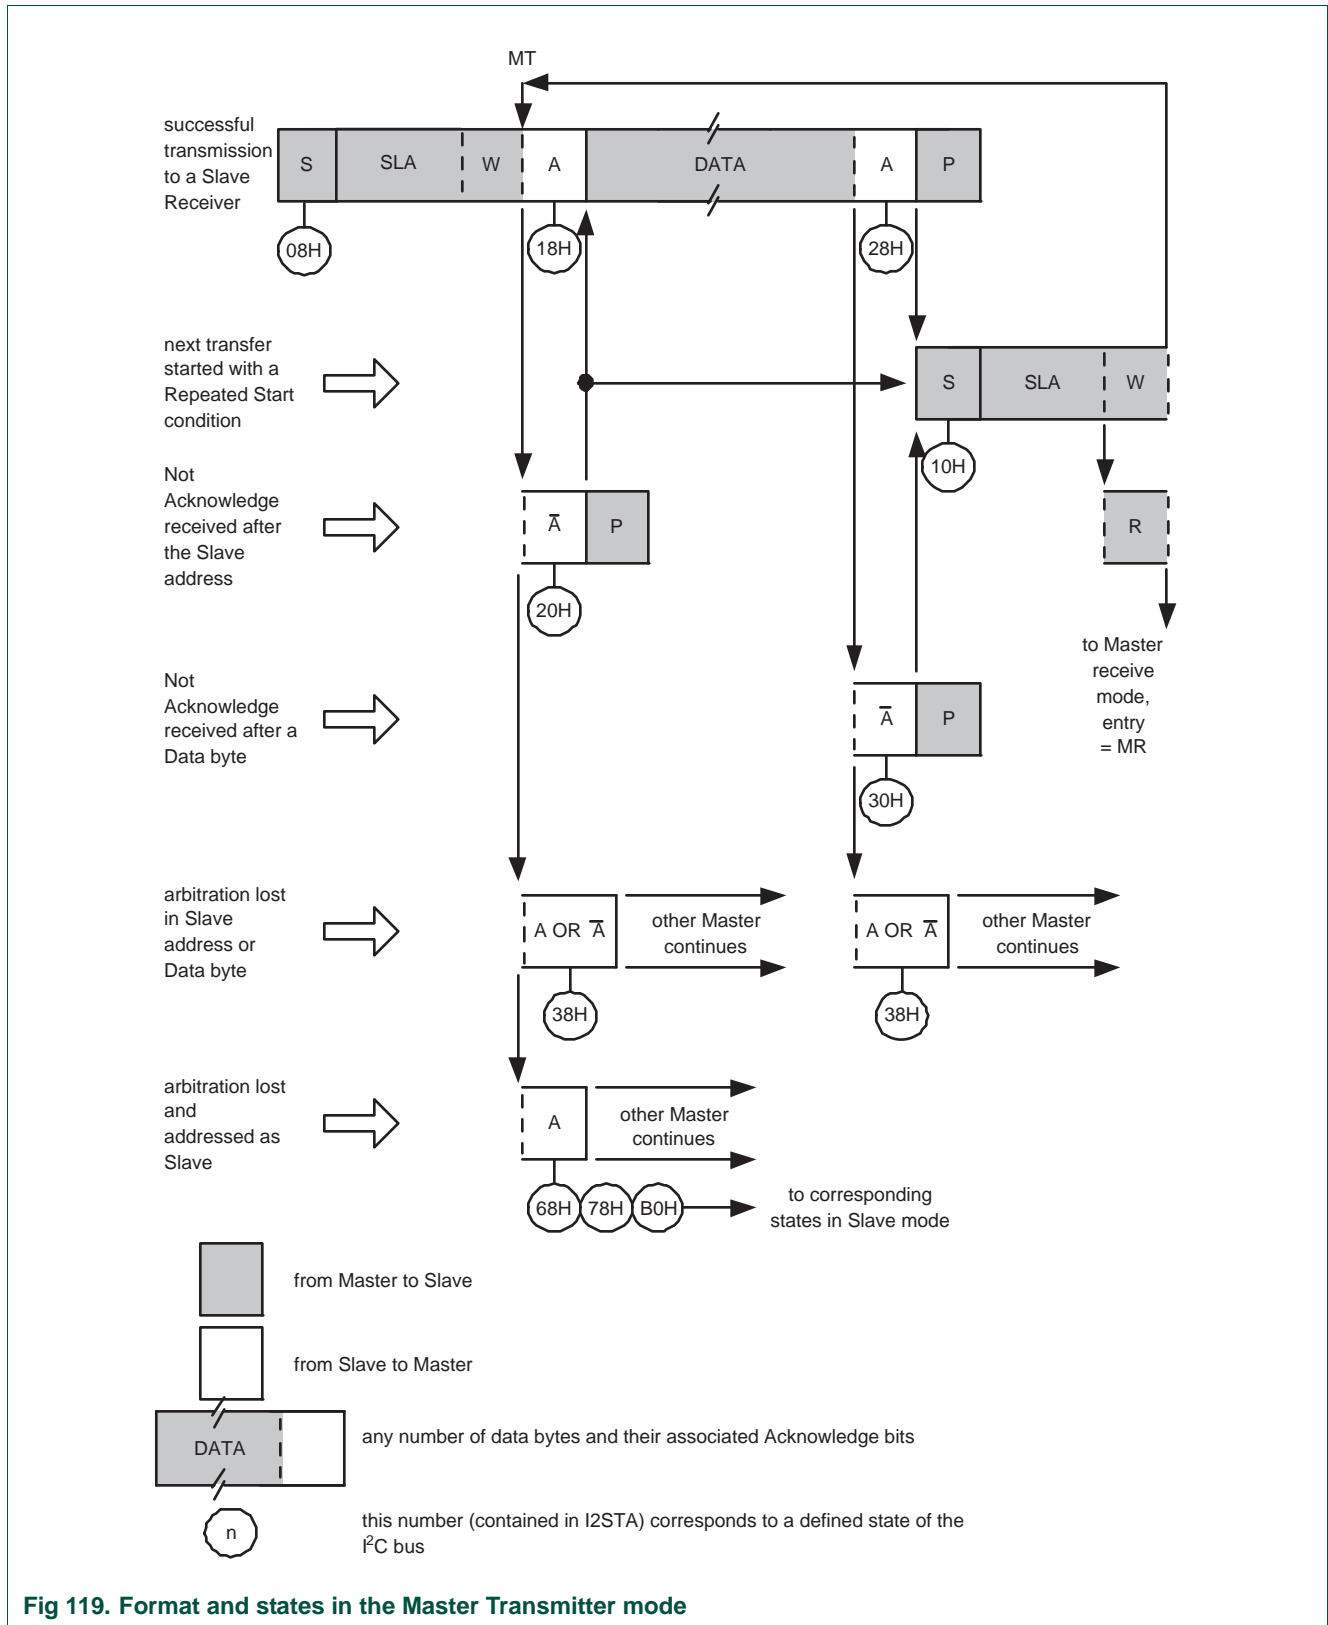 MT
successful
transmission
to a Slave
Receiver
S SLA W A DATA A P
08H 18H 28H
next transfer
started with a
Repeated Start
condition
S SLA W
10H
Not
Acknowledge
received after
the Slave
address
A̅ P
R
20H
to Master
receive
mode,
entry
= MR
Not
Acknowledge
received after a
Data byte
A̅ P
30H
arbitration lost
in Slave
address or
Data byte
A OR A̅
other Master
continues
A OR A̅
other Master
continues
38H 38H
arbitration lost
and
addressed as
Slave
A
other Master
continues
68H 78H B0H
to corresponding
states in Slave mode
from Master to Slave
from Slave to Master
DATA
any number of data bytes and their associated Acknowledge bits
n
this number (contained in I2STA) corresponds to a defined state of the
I²C bus
Fig 119. Format and states in the Master Transmitter mode